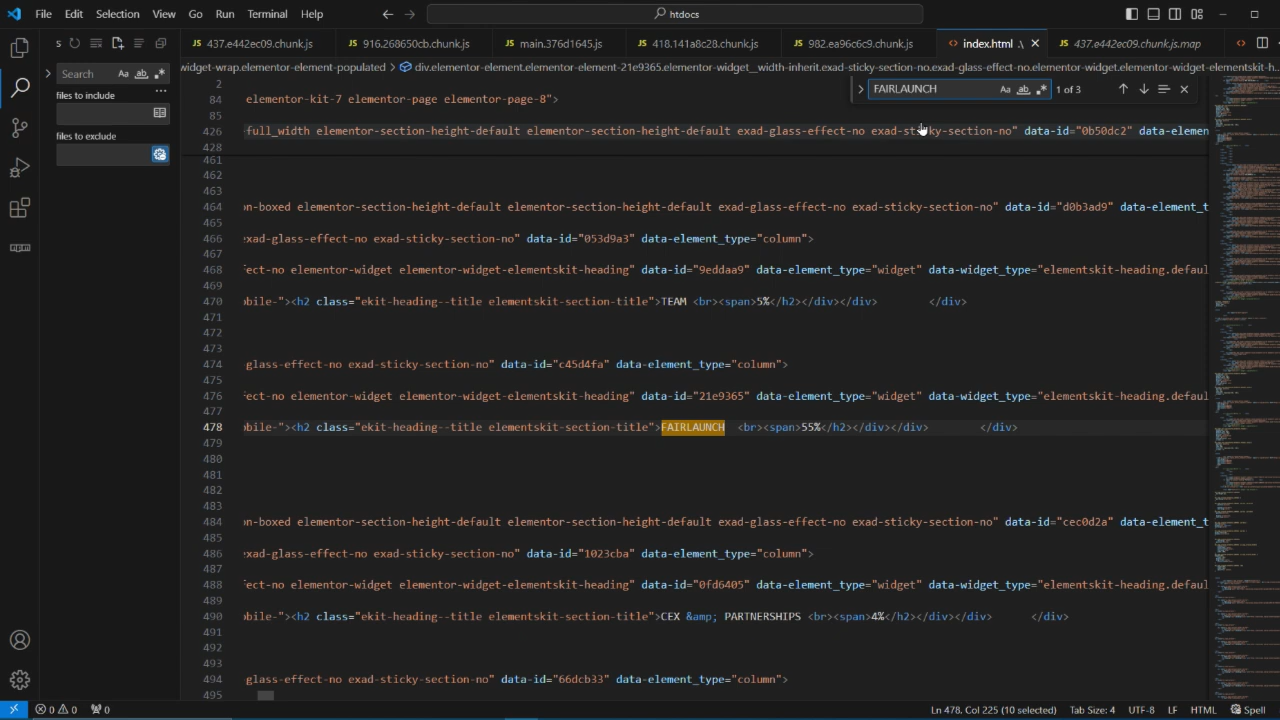 File Edit Selection View Go Run Terminal Help
htdocs
437.e442ec09.chunk.js
916.268650cb.chunk.js
main.376d1645.js
418.141a8c28.chunk.js
982.ea96c6c9.chunk.js
index.html .\
437.e442ec09.chunk.js.map
Search
files to include
files to exclude
widget-wrap.elementor-element-populated > div.elementor-element.elementor-element-21e9365.elementor-widget__width-inherit.exad-sticky-section-no.exad-glass-effect-no.elementor-widget.elementor-widget-elementskit-h...
FAIRLAUNCH
1 of 3
2
84 elementor-kit-7 elementor-page elementor-page-8">
85
426 full_width elementor-section-height-default elementor-section-height-default exad-glass-effect-no exad-sticky-section-no" data-id="0b50dc2" data-elemen
428
461
462
463
464 on-boxed elementor-section-height-default elementor-section-height-default exad-glass-effect-no exad-sticky-section-no" data-id="d0b3ad9" data-element_t
465
466 exad-glass-effect-no exad-sticky-section-no" data-id="053d9a3" data-element_type="column">
467
468 fect-no elementor-widget elementor-widget-elementskit-heading" data-id="9eddaa9" data-element_type="widget" data-widget_type="elementskit-heading.defaul
469
470 obile-"><h2 class="ekit-heading--title elementskit-section-title">TEAM <br><span>5%</h2></div></div> </div>
471
472
473
474 glass-effect-no exad-sticky-section-no" data-id="c45d4fa" data-element_type="column">
475
476 fect-no elementor-widget elementor-widget-elementskit-heading" data-id="21e9365" data-element_type="widget" data-widget_type="elementskit-heading.defaul
477
478 obile-"><h2 class="ekit-heading--title elementskit-section-title">FAIRLAUNCH <br><span>55%</h2></div></div> </div>
479
480
481
482
483
484 on-boxed elementor-section-height-default elementor-section-height-default exad-glass-effect-no exad-sticky-section-no" data-id="cec0d2a" data-element_t
485
486 exad-glass-effect-no exad-sticky-section-no" data-id="1023cba" data-element_type="column">
487
488 fect-no elementor-widget elementor-widget-elementskit-heading" data-id="0fd6405" data-element_type="widget" data-widget_type="elementskit-heading.defaul
489
490 obile-"><h2 class="ekit-heading--title elementskit-section-title">CEX &amp; PARTNERSHIPS <br><span>4%</h2></div></div> </div>
491
492
493
494 glass-effect-no exad-sticky-section-no" data-id="66dcb33" data-element_type="column">
495
0 0 0
Ln 478, Col 225 (10 selected) Tab Size: 4 UTF-8 LF HTML Spell